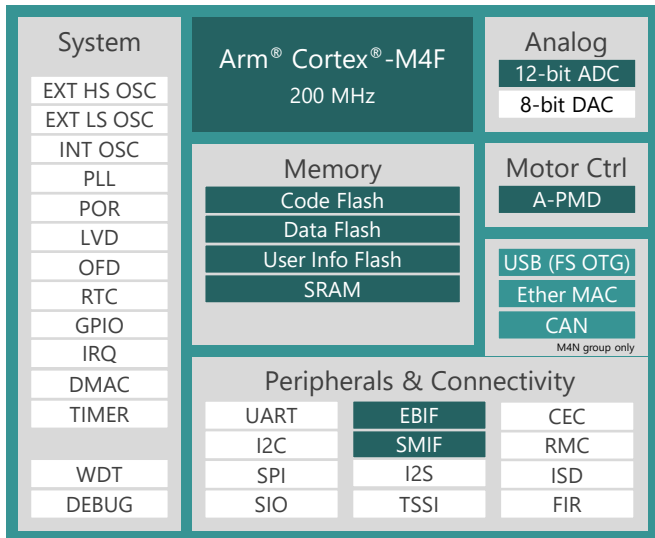 System
EXT HS OSC
EXT LS OSC
INT OSC
PLL
POR
LVD
OFD
RTC
GPIO
IRQ
DMAC
TIMER
WDT
DEBUG
Arm® Cortex®-M4F
200 MHz
Memory
Code Flash
Data Flash
User Info Flash
SRAM
Analog
12-bit ADC
8-bit DAC
Motor Ctrl
A-PMD
USB (FS OTG)
Ether MAC
CAN
M4N group only
Peripherals & Connectivity
UART
EBIF
CEC
I2C
SMIF
RMC
SPI
I2S
ISD
SIO
TSSI
FIR